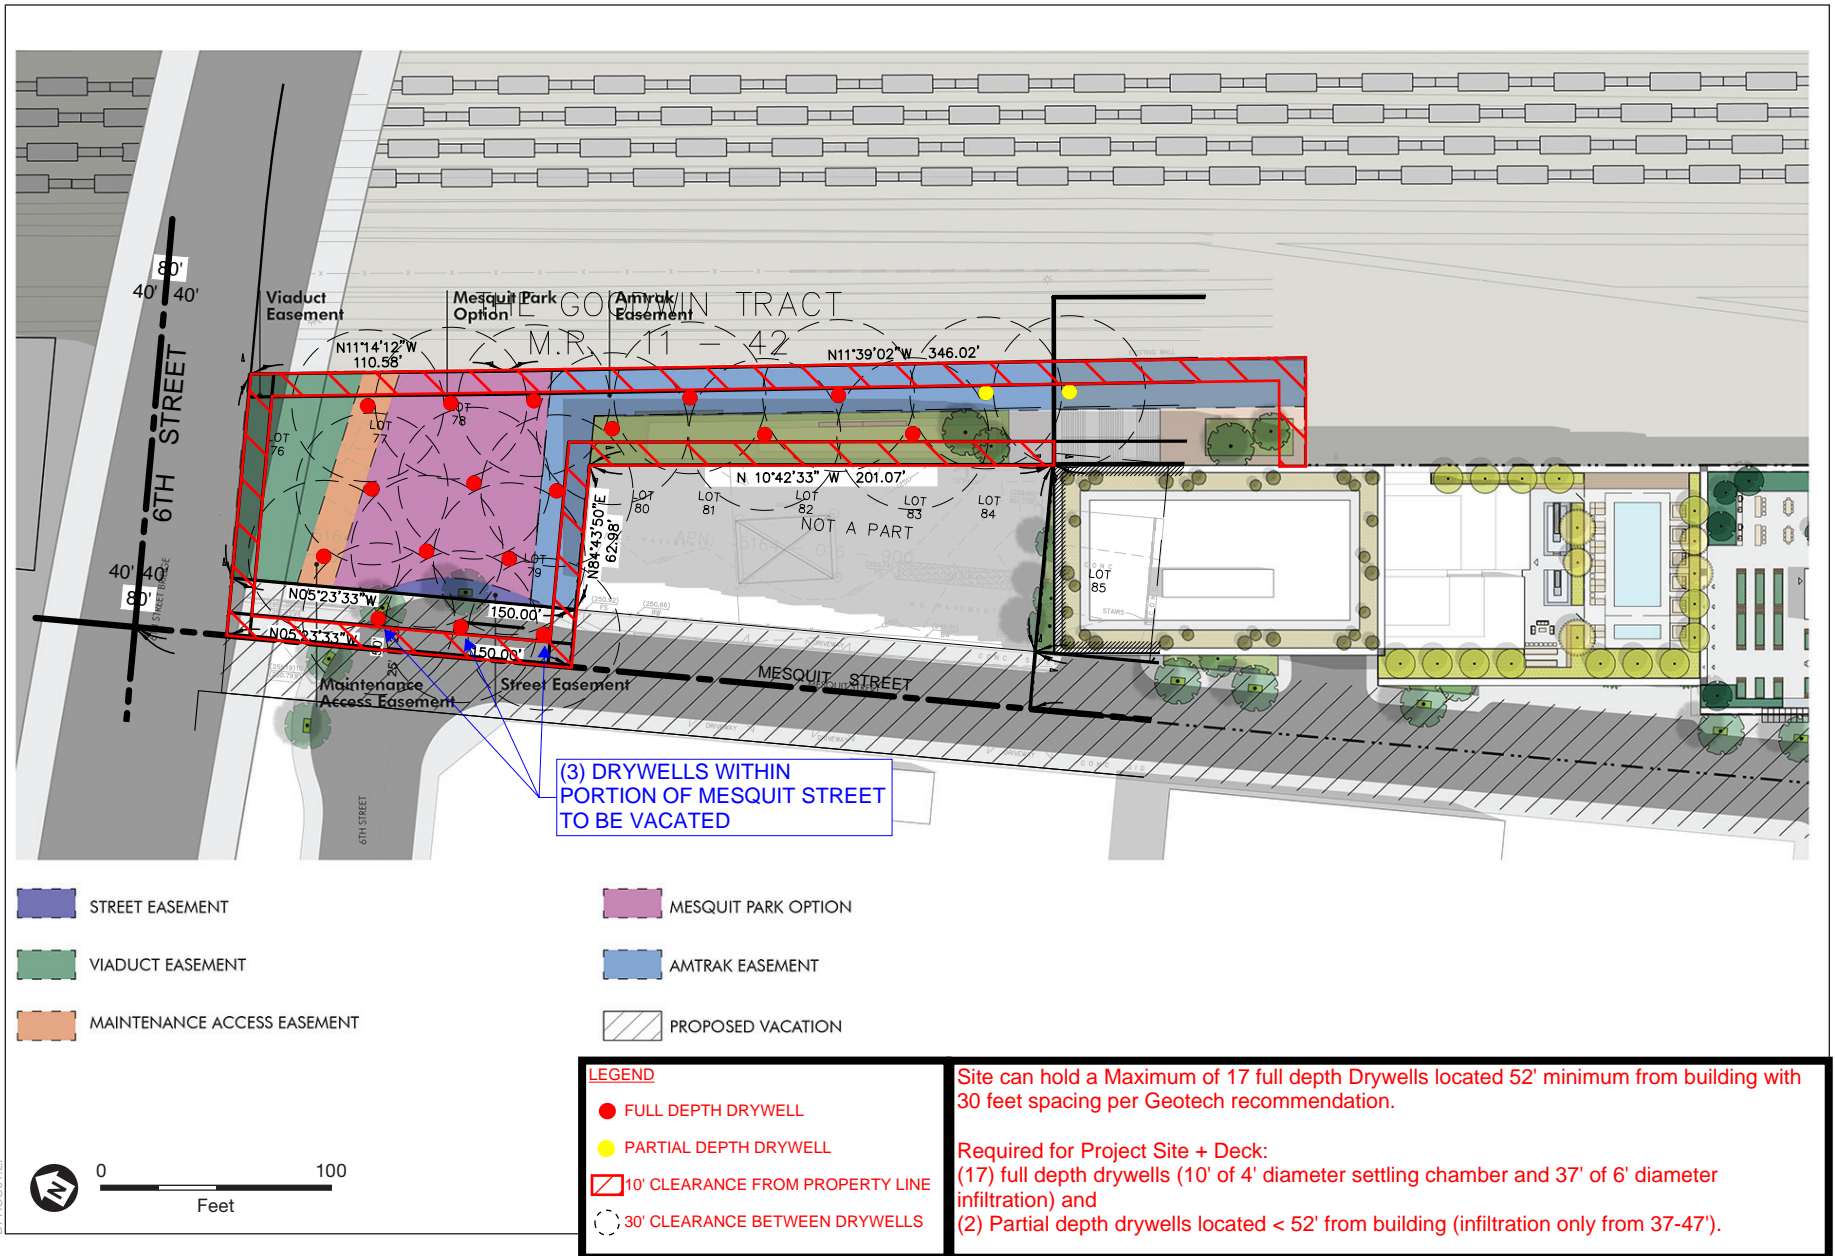 80'
40' 40'
6TH STREET
40' 40'
80'
Viaduct
Easement
Mesquit Park
Option
Amtrak
Easement
THE GOODWIN TRACT
M.R. 11 - 42
N11°14'12"W
110.58'
N11°39'02"W 346.02'
EXISTING WALL
LOT
76
LOT
77
LOT
78
LOT
79
LOT
80
LOT
81
LOT
82
LOT
83
LOT
84
LOT
85
N 10°42'33" W 201.07'
NOT A PART
N84°43'50"E
62.98'
N05°23'33"W
150.00'
N05°23'33"W
150.00'
25'
MESQUIT STREET
Maintenance
Access Easement
Street Easement
STAIRS
DRIVEWAY
DRIVEWAY
DRIVEWAY
6TH STREET
(3) DRYWELLS WITHIN
PORTION OF MESQUIT STREET
TO BE VACATED
STREET EASEMENT
VIADUCT EASEMENT
MAINTENANCE ACCESS EASEMENT
MESQUIT PARK OPTION
AMTRAK EASEMENT
PROPOSED VACATION
N
0 100
Feet
LEGEND
FULL DEPTH DRYWELL
PARTIAL DEPTH DRYWELL
10' CLEARANCE FROM PROPERTY LINE
30' CLEARANCE BETWEEN DRYWELLS
Site can hold a Maximum of 17 full depth Drywells located 52' minimum from building with
30 feet spacing per Geotech recommendation.
Required for Project Site + Deck:
(17) full depth drywells (10' of 4' diameter settling chamber and 37' of 6' diameter
infiltration) and
(2) Partial depth drywells located < 52' from building (infiltration only from 37-47').